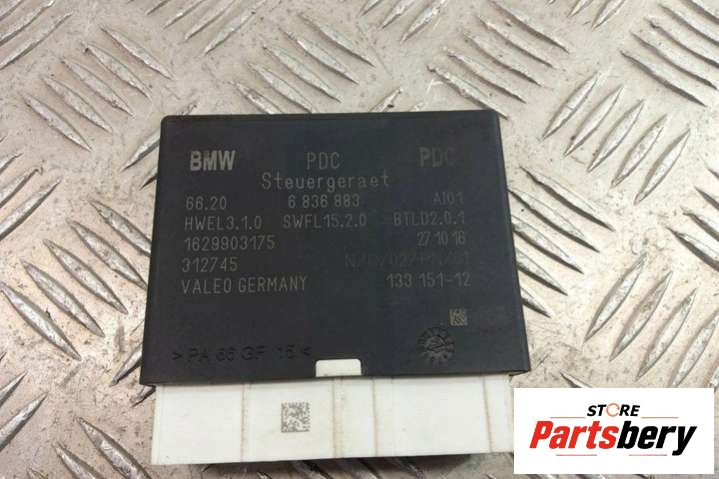 BMW PDC PDC
Steuergeraet
66.20 6 836 883 AI01
HWEL3.1.0 SWFL15.2.0 BTLD2.0.1
1629903175 27.10.16
312745
VALEO GERMANY 133 151-12
> PA 66 GF 15 <
STORE
Partsbery